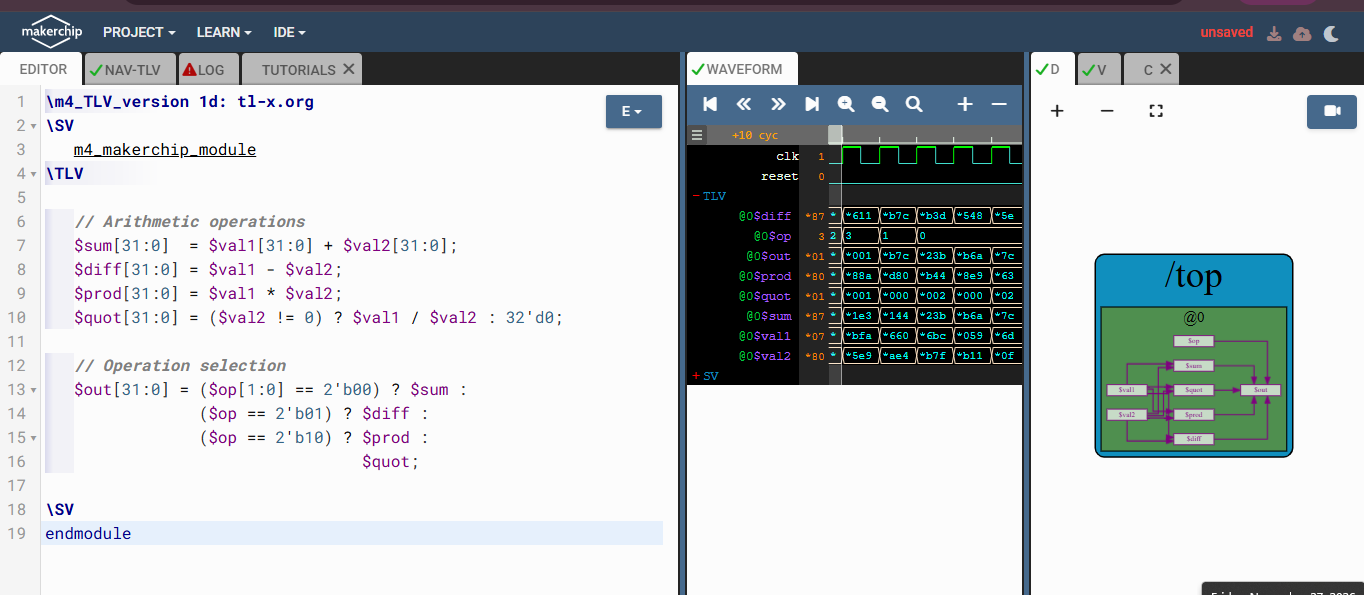 makerchip PROJECT LEARN IDE unsaved
EDITOR NAV-TLV LOG TUTORIALS
1 \m4_TLV_version 1d: tl-x.org
2 \SV
3 m4_makerchip_module
4 \TLV
5
6 // Arithmetic operations
7 $sum[31:0] = $val1[31:0] + $val2[31:0];
8 $diff[31:0] = $val1 - $val2;
9 $prod[31:0] = $val1 * $val2;
10 $quot[31:0] = ($val2 != 0) ? $val1 / $val2 : 32'd0;
11
12 // Operation selection
13 $out[31:0] = ($op[1:0] == 2'b00) ? $sum :
14 ($op == 2'b01) ? $diff :
15 ($op == 2'b10) ? $prod :
16 $quot;
17
18 \SV
19 endmodule
E
WAVEFORM
+10 cyc
clk 1
reset 0
TLV
@0$diff *87 * *611 *b7c *b3d *548 *5e
@0$op 3 2 3 1 0
@0$out *01 * *001 *b7c *23b *b6a *7c
@0$prod *80 * *88a *d80 *b44 *8e9 *63
@0$quot *01 * *001 *000 *002 *000 *02
@0$sum *87 * *1e3 *144 *23b *b6a *7c
@0$val1 *07 * *bfa *660 *6bc *059 *6d
@0$val2 *80 * *5e9 *ae4 *b7f *b11 *0f
SV
D V C
/top
@0
$op
$sum
$val1 $quot $out
$val2 $prod
$diff